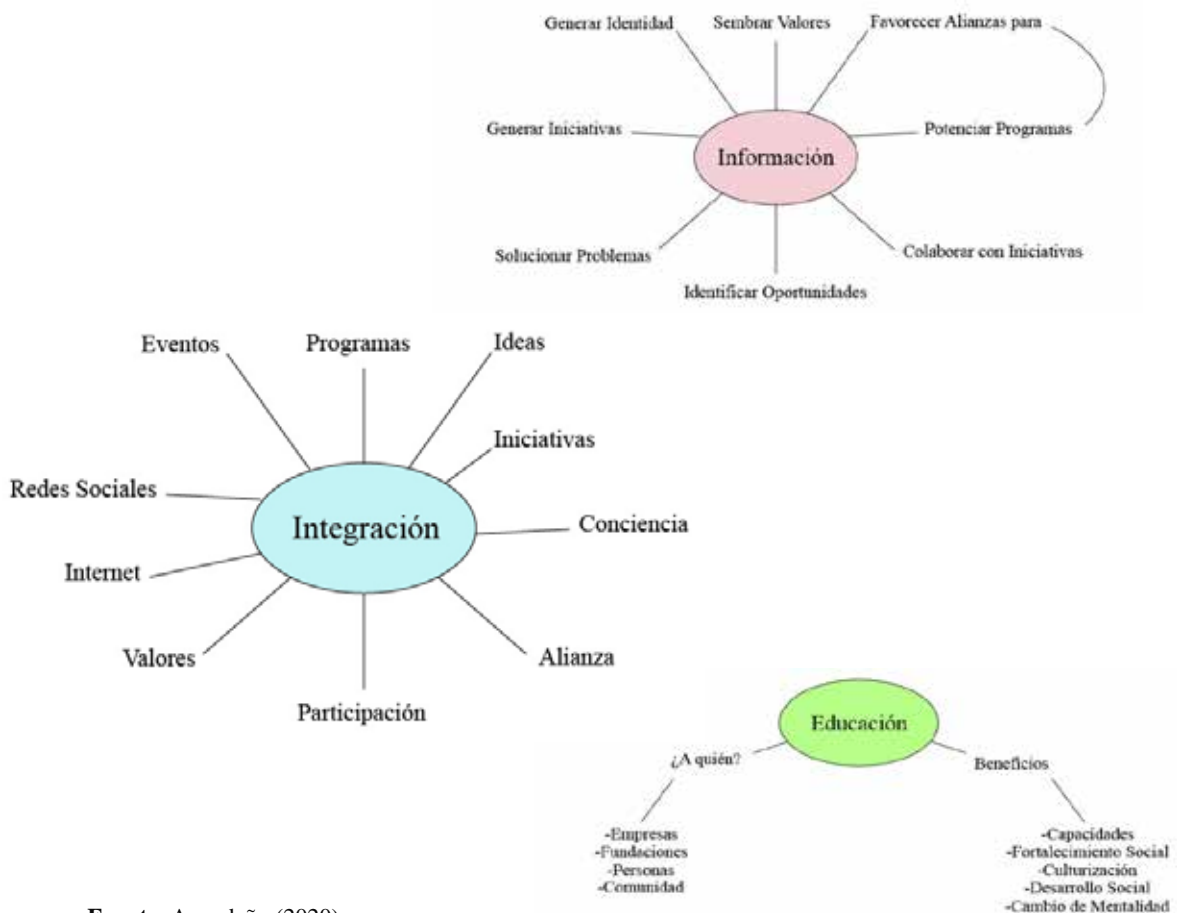 Generar Identidad
Sembrar Valores
Favorecer Alianzas para
Generar Iniciativas
Información
Potenciar Programas
Solucionar Problemas
Colaborar con Iniciativas
Identificar Oportunidades
Eventos
Programas
Ideas
Iniciativas
Redes Sociales
Integración
Conciencia
Internet
Valores
Alianza
Participación
Educación
¿A quién?
Beneficios
-Empresas
-Fundaciones
-Personas
-Comunidad
-Capacidades
-Fortalecimiento Social
-Culturización
-Desarrollo Social
-Cambio de Mentalidad
(2020)